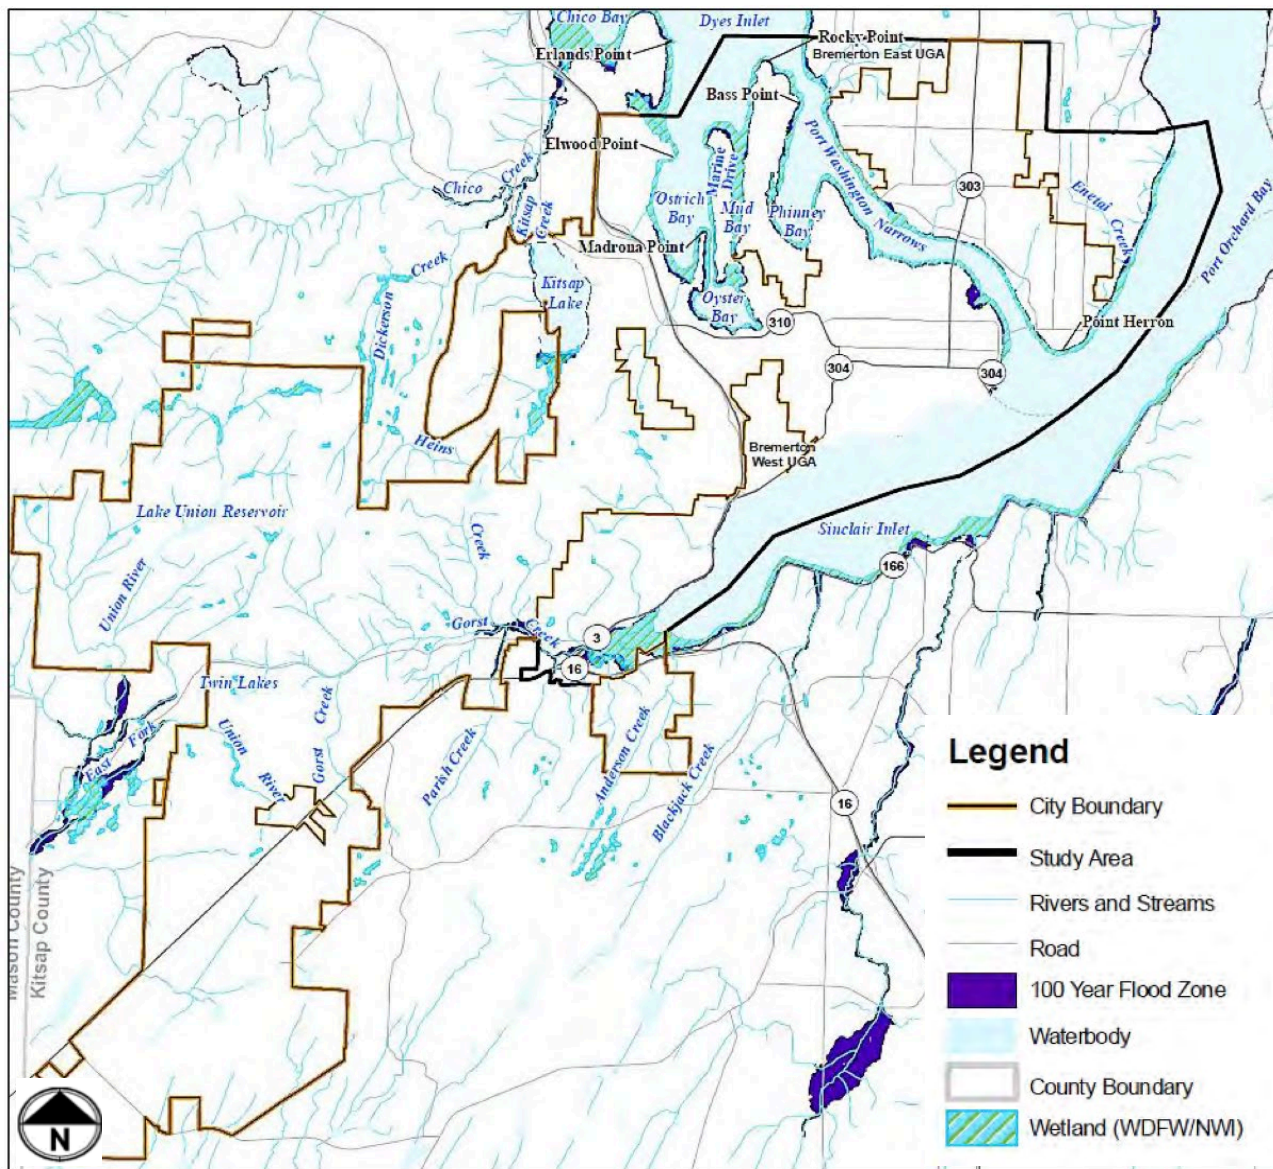 Chico Bay
Dyes Inlet
Erlands Point
Rocky Point
Bremerton East UGA
Bass Point
Elwood Point
Port Washington Narrows
Marine Drive
Chico Creek
Kitsap Creek
303
Ostrich
Bay
Mud
Bay
Phinney
Bay
Enetai Creek
Port Orchard Bay
Madrona Point
Kitsap
Lake
Dickerson Creek
Oyster
Bay
310
Point Herron
304
304
Heins
Creek
Bremerton
West UGA
Lake Union Reservoir
Sinclair Inlet
Union River
166
Gorst
Creek
3
16
Twin Lakes
East Fork
Union
River
Gorst Creek
Parish Creek
Anderson Creek
Blackjack Creek
16
Mason County
Kitsap County
N
Legend
City Boundary
Study Area
Rivers and Streams
Road
100 Year Flood Zone
Waterbody
County Boundary
Wetland (WDFW/NWI)